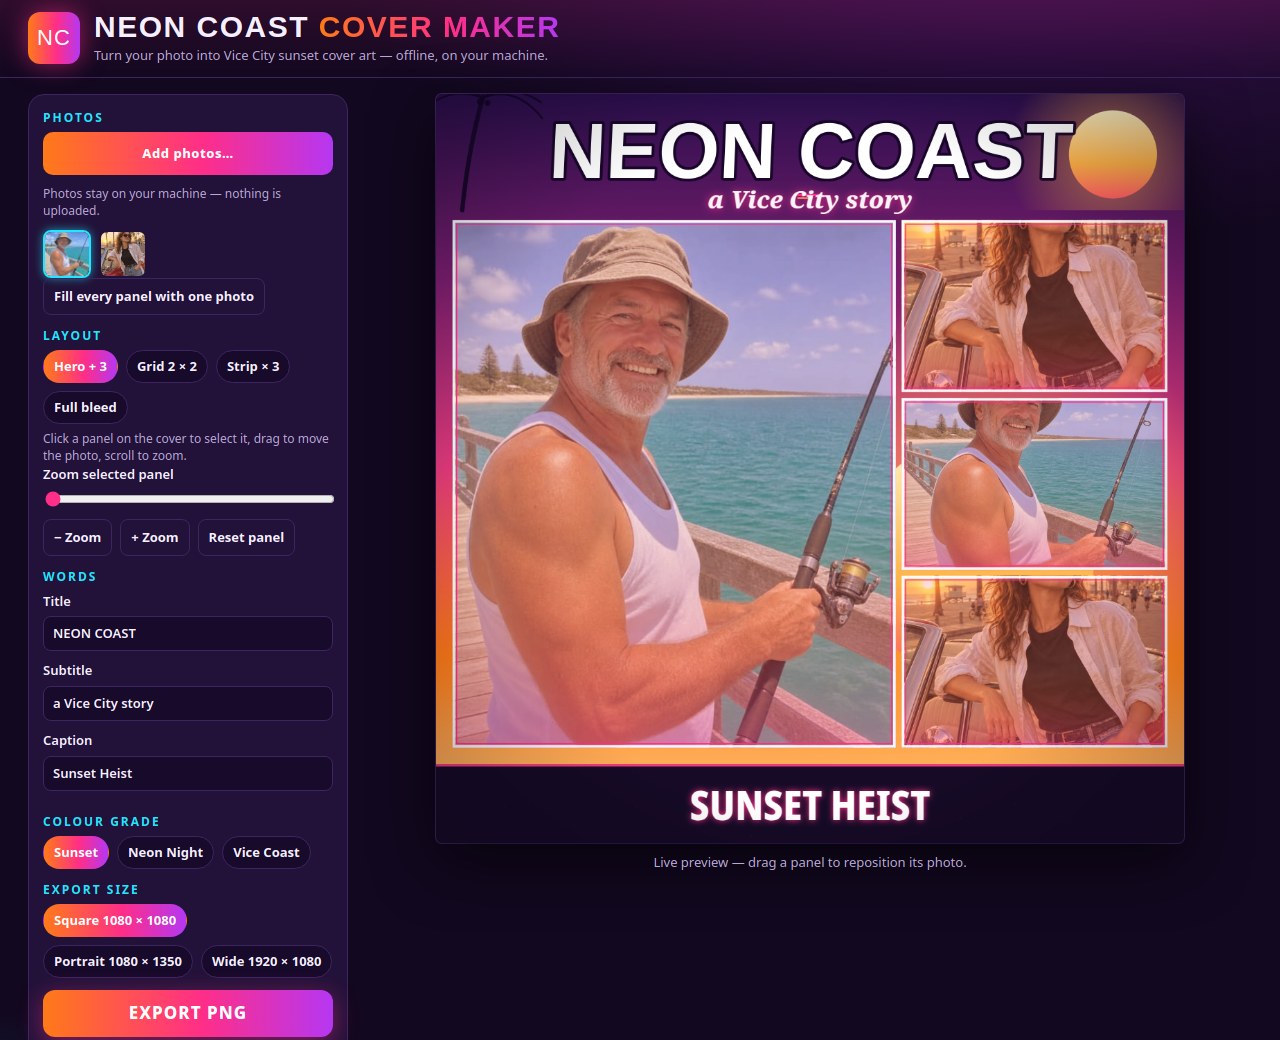 NC
NEON COAST COVER MAKER
Turn your photo into Vice City sunset cover art — offline, on your machine.
PHOTOS
Add photos…
Photos stay on your machine — nothing is
uploaded.
Fill every panel with one photo
LAYOUT
Hero + 3
Grid 2 × 2
Strip × 3
Full bleed
Click a panel on the cover to select it, drag to move
the photo, scroll to zoom.
Zoom selected panel
− Zoom
+ Zoom
Reset panel
WORDS
Title
NEON COAST
Subtitle
a Vice City story
Caption
Sunset Heist
COLOUR GRADE
Sunset
Neon Night
Vice Coast
EXPORT SIZE
Square 1080 × 1080
Portrait 1080 × 1350
Wide 1920 × 1080
EXPORT PNG
NEON COAST
a Vice City story
SUNSET HEIST
Live preview — drag a panel to reposition its photo.